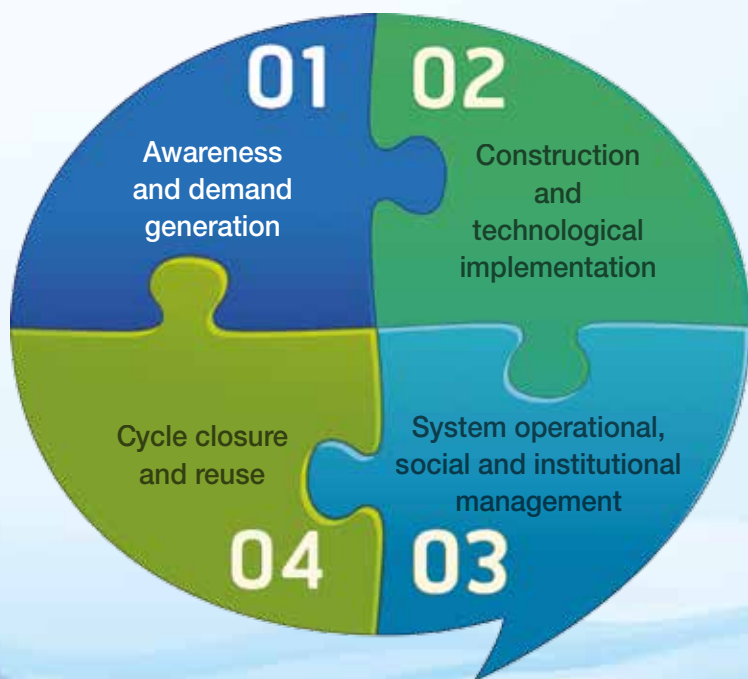 01
Awareness
and demand
generation
02
Construction
and
technological
implementation
System operational,
social and institutional
management
03
Cycle closure
and reuse
04